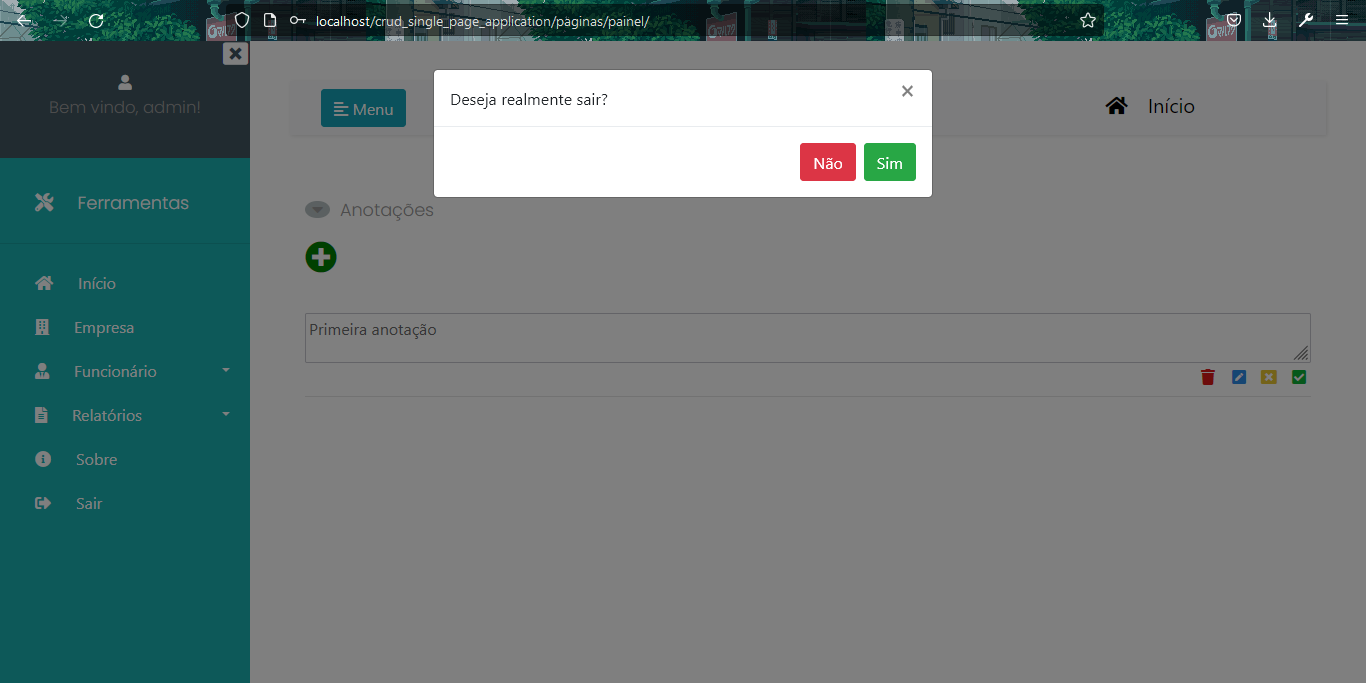 localhost/crud_single_page_application/paginas/painel/
Bem vindo, admin!
Ferramentas
Início
Empresa
Funcionário
Relatórios
Sobre
Sair
Menu
Início
Deseja realmente sair?
×
Não Sim
Anotações
Primeira anotação